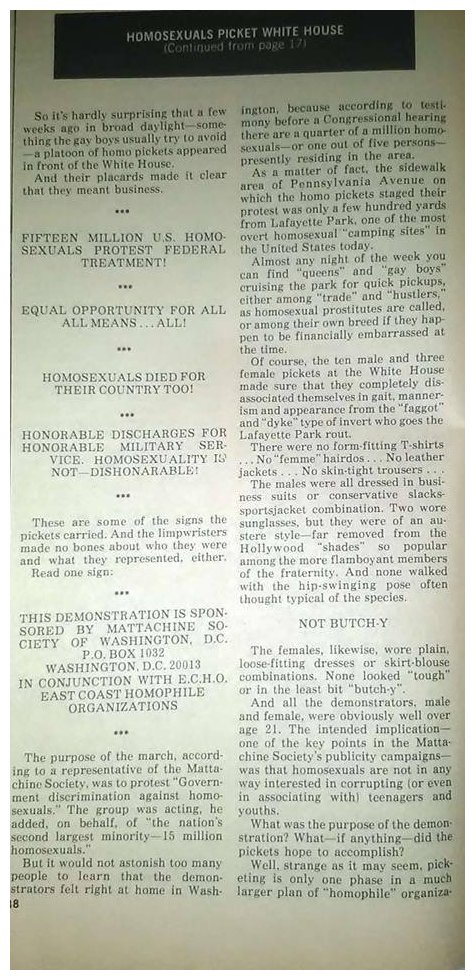 HOMOSEXUALS PICKET WHITE HOUSE
(Continued from page 17)
So it's hardly surprising that a few
weeks ago in broad daylight—some-
thing the gay boys usually try to avoid
—a platoon of homo pickets appeared
in front of the White House.
And their placards made it clear
that they meant business.
***
FIFTEEN MILLION U.S. HOMO-
SEXUALS PROTEST FEDERAL
TREATMENT!
***
EQUAL OPPORTUNITY FOR ALL
ALL MEANS . . . ALL!
***
HOMOSEXUALS DIED FOR
THEIR COUNTRY TOO!
***
HONORABLE DISCHARGES FOR
HONORABLE MILITARY SER-
VICE. HOMOSEXUALITY IS
NOT—DISHONARABLE!
***
These are some of the signs the
pickets carried. And the limpwristers
made no bones about who they were
and what they represented, either.
Read one sign:
***
THIS DEMONSTRATION IS SPON-
SORED BY MATTACHINE SO-
CIETY OF WASHINGTON, D.C.
P.O. BOX 1032
WASHINGTON, D.C. 20013
IN CONJUNCTION WITH E.C.H.O.
EAST COAST HOMOPHILE
ORGANIZATIONS
***
The purpose of the march, accord-
ing to a representative of the Matta-
chine Society, was to protest "Govern-
ment discrimination against homo-
sexuals." The group was acting, he
added, on behalf, of "the nation's
second largest minority—15 million
homosexuals."
But it would not astonish too many
people to learn that the demon-
strators felt right at home in Wash-
ington, because according to testi-
mony before a Congressional hearing
there are a quarter of a million homo-
sexuals—or one out of five persons—
presently residing in the area.
As a matter of fact, the sidewalk
area of Pennsylvania Avenue on
which the homo pickets staged their
protest was only a few hundred yards
from Lafayette Park, one of the most
overt homosexual "camping sites" in
the United States today.
Almost any night of the week you
can find "queens" and "gay boys"
cruising the park for quick pickups,
either among "trade" and "hustlers,"
as homosexual prostitutes are called,
or among their own breed if they hap-
pen to be financially embarrassed at
the time.
Of course, the ten male and three
female pickets at the White House
made sure that they completely dis-
associated themselves in gait, manner-
ism and appearance from the "faggot"
and "dyke" type of invert who goes the
Lafayette Park rout.
There were no form-fitting T-shirts
. . . No "femme" hairdos . . . No leather
jackets . . . No skin-tight trousers . . .
The males were all dressed in busi-
ness suits or conservative slacks-
sportsjacket combination. Two wore
sunglasses, but they were of an au-
stere style—far removed from the
Hollywood "shades" so popular
among the more flamboyant members
of the fraternity. And none walked
with the hip-swinging pose often
thought typical of the species.
NOT BUTCH-Y
The females, likewise, wore plain,
loose-fitting dresses or skirt-blouse
combinations. None looked "tough"
or in the least bit "butch-y".
And all the demonstrators, male
and female, were obviously well over
age 21. The intended implication—
one of the key points in the Matta-
chine Society's publicity campaigns—
was that homosexuals are not in any
way interested in corrupting (or even
in associating with) teenagers and
youths.
What was the purpose of the demon-
stration? What—if anything—did the
pickets hope to accomplish?
Well, strange as it may seem, pick-
eting is only one phase in a much
larger plan of "homophile" organiza-